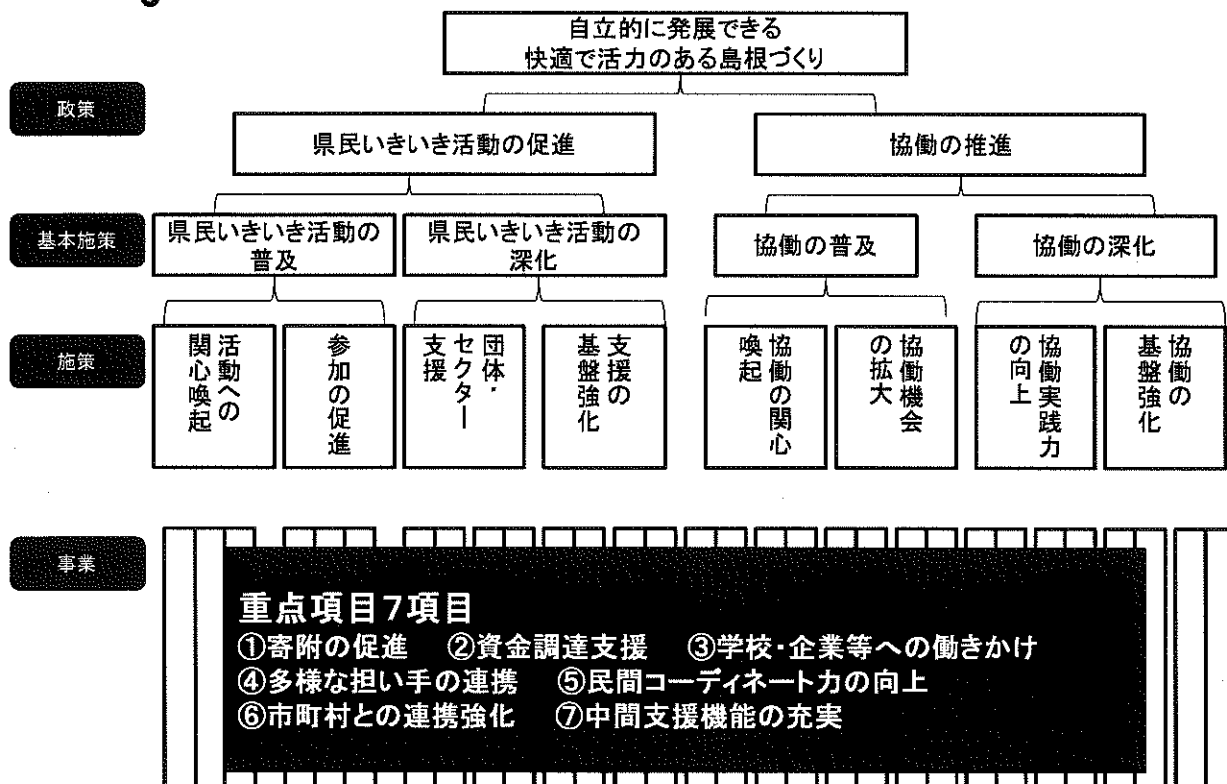 自立的に発展できる
快適で活力のある島根づくり
政策
県民いきいき活動の促進
協働の推進
基本施策
県民いきいき活動の
普及
県民いきいき活動の
深化
協働の普及
協働の深化
施策
活動への
関心喚起
参加の促進
団体・
セクター
支援
支援の
基盤強化
協働の関心
喚起
協働機会
の拡大
協働実践力
の向上
協働の
基盤強化
事業
重点項目7項目
①寄附の促進 ②資金調達支援 ③学校・企業等への働きかけ
④多様な担い手の連携 ⑤民間コーディネート力の向上
⑥市町村との連携強化 ⑦中間支援機能の充実